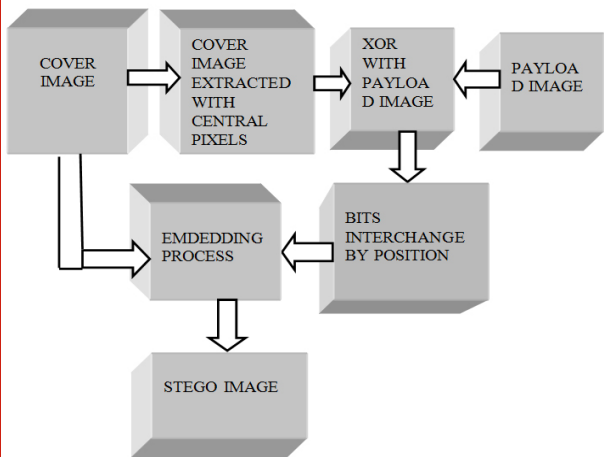 COVER
IMAGE
COVER
IMAGE
EXTRACTED
WITH
CENTRAL
PIXELS
XOR
WITH
PAYLOA
D IMAGE
PAYLOA
D IMAGE
EMDEDDING
PROCESS
BITS
INTERCHANGE
BY POSITION
STEGO IMAGE